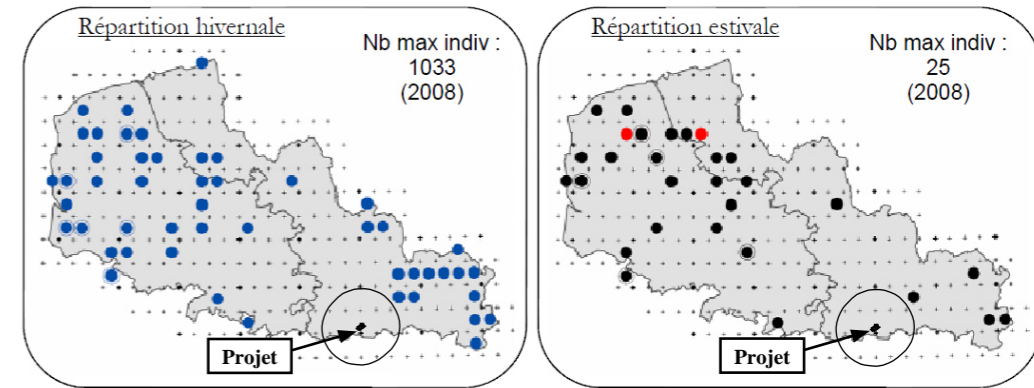 Répartition hivernale
Nb max indiv :
1033
(2008)
Projet
Répartition estivale
Nb max indiv :
25
(2008)
Projet